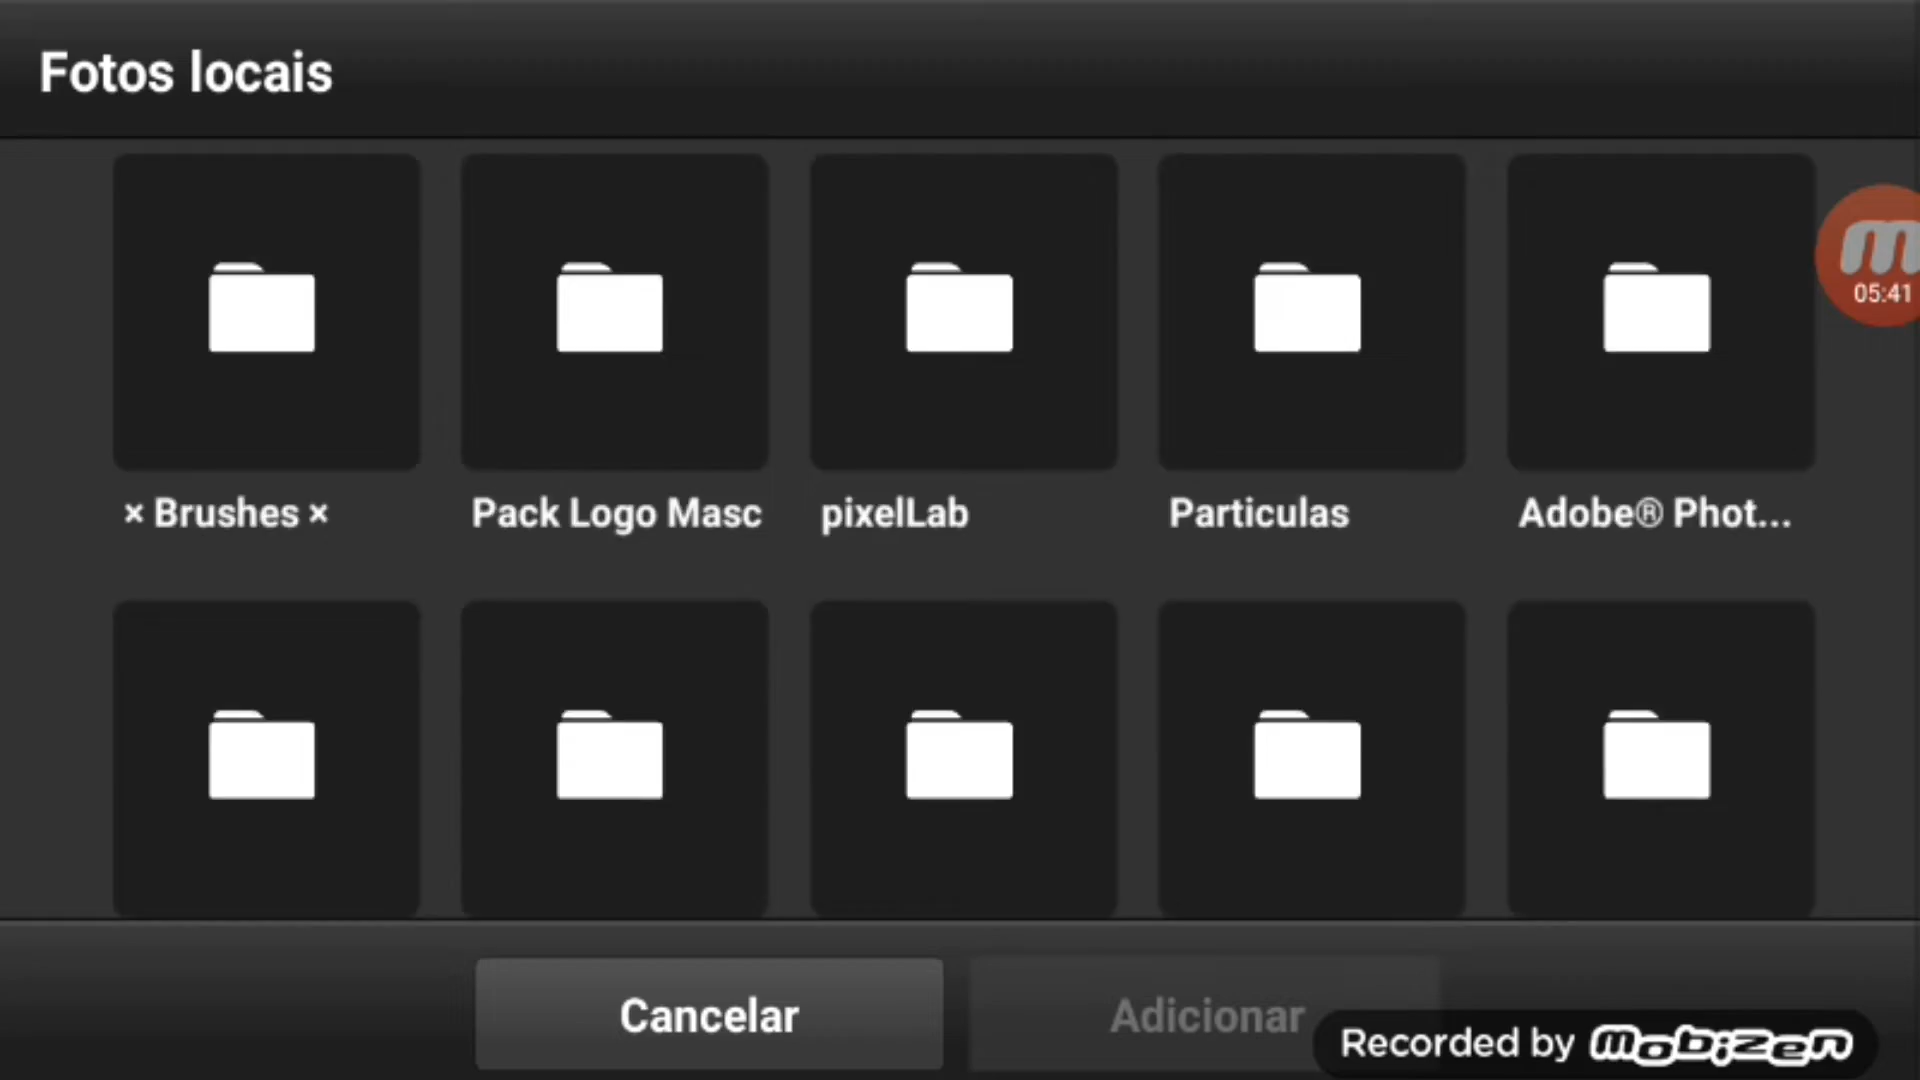 Fotos locais
m
05:41
× Brushes ×
Pack Logo Masc
pixelLab
Particulas
Adobe® Phot...
Cancelar
Adicionar
Recorded by mobizen